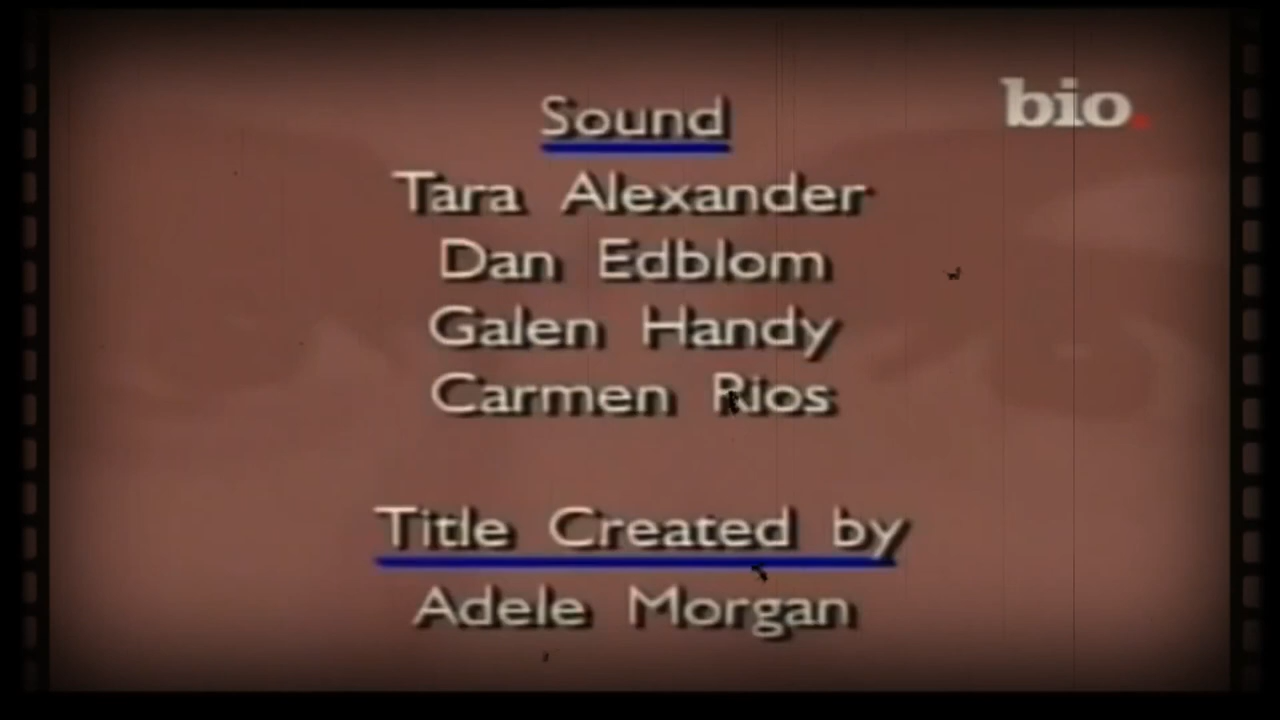 bio.
Sound
Tara Alexander
Dan Edblom
Galen Handy
Carmen Rios
Title Created by
Adele Morgan